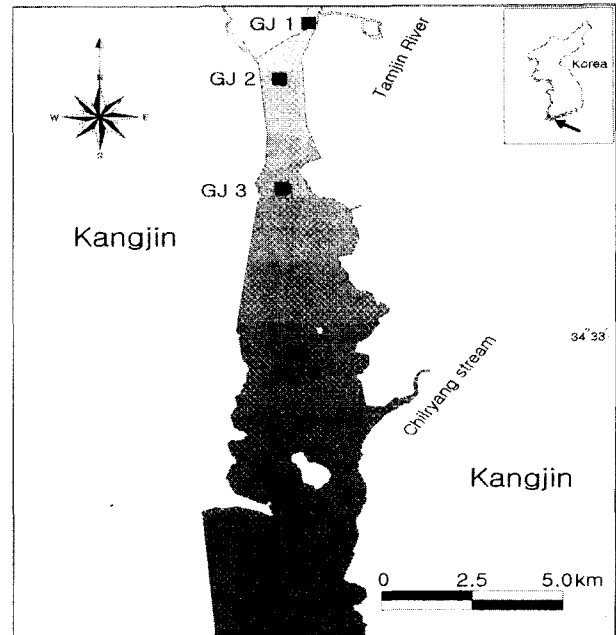 GJ 1
Tamjin River
Korea
GJ 2
N
W
E
S
GJ 3
Kangjin
34°33'
Chilryang stream
Kangjin
0 2.5 5.0km